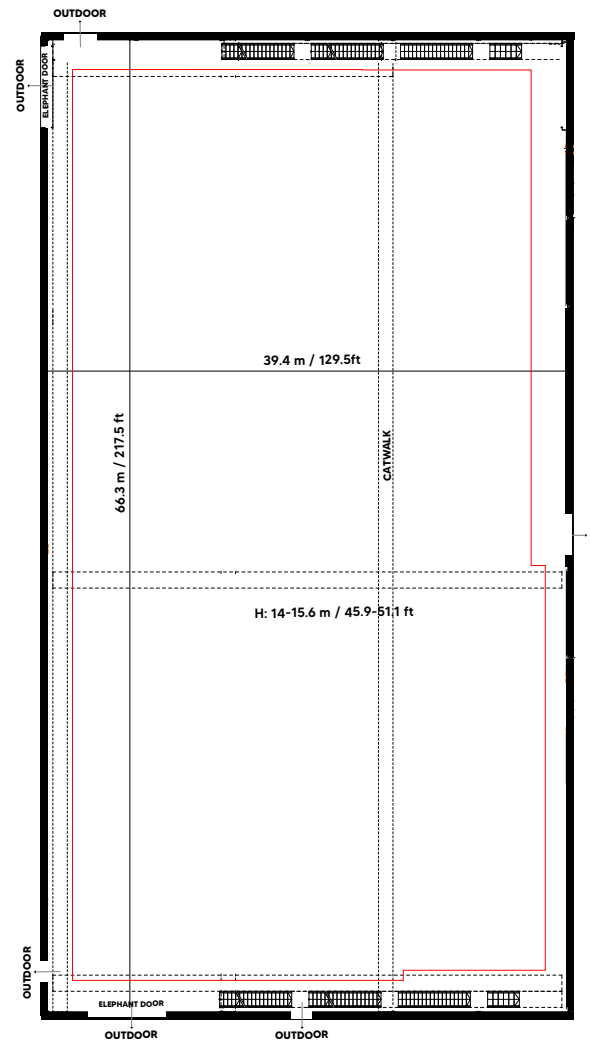 OUTDOOR
OUTDOOR
ELEPHANT DOOR
39.4 m / 129.5ft
66.3 m / 217.5 ft
CATWALK
H: 14-15.6 m / 45.9-51.1 ft
OUTDOOR
ELEPHANT DOOR
OUTDOOR
OUTDOOR